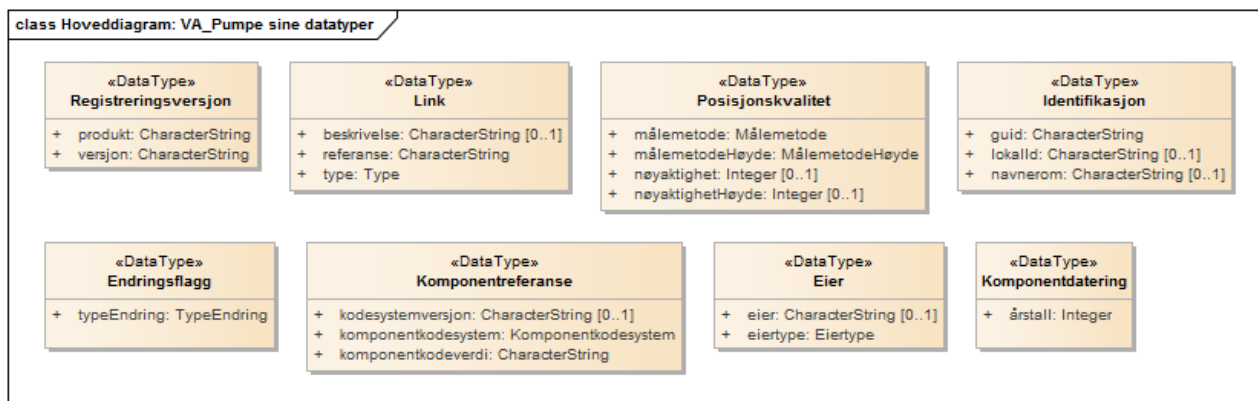 class Hoveddiagram: VA_Pumpe sine datatyper
«DataType»
Registreringsversjon
+ produkt: CharacterString
+ versjon: CharacterString
«DataType»
Link
+ beskrivelse: CharacterString [0..1]
+ referanse: CharacterString
+ type: Type
«DataType»
Posisjonskvalitet
+ målemetode: Målemetode
+ målemetodeHøyde: MålemetodeHøyde
+ nøyaktighet: Integer [0..1]
+ nøyaktighetHøyde: Integer [0..1]
«DataType»
Identifikasjon
+ guid: CharacterString
+ lokalId: CharacterString [0..1]
+ navnerom: CharacterString [0..1]
«DataType»
Endringsflagg
+ typeEndring: TypeEndring
«DataType»
Komponentreferanse
+ kodesystemversjon: CharacterString [0..1]
+ komponentkodesystem: Komponentkodesystem
+ komponentkodeverdi: CharacterString
«DataType»
Eier
+ eier: CharacterString [0..1]
+ eiertype: Eiertype
«DataType»
Komponentdatering
+ årstall: Integer